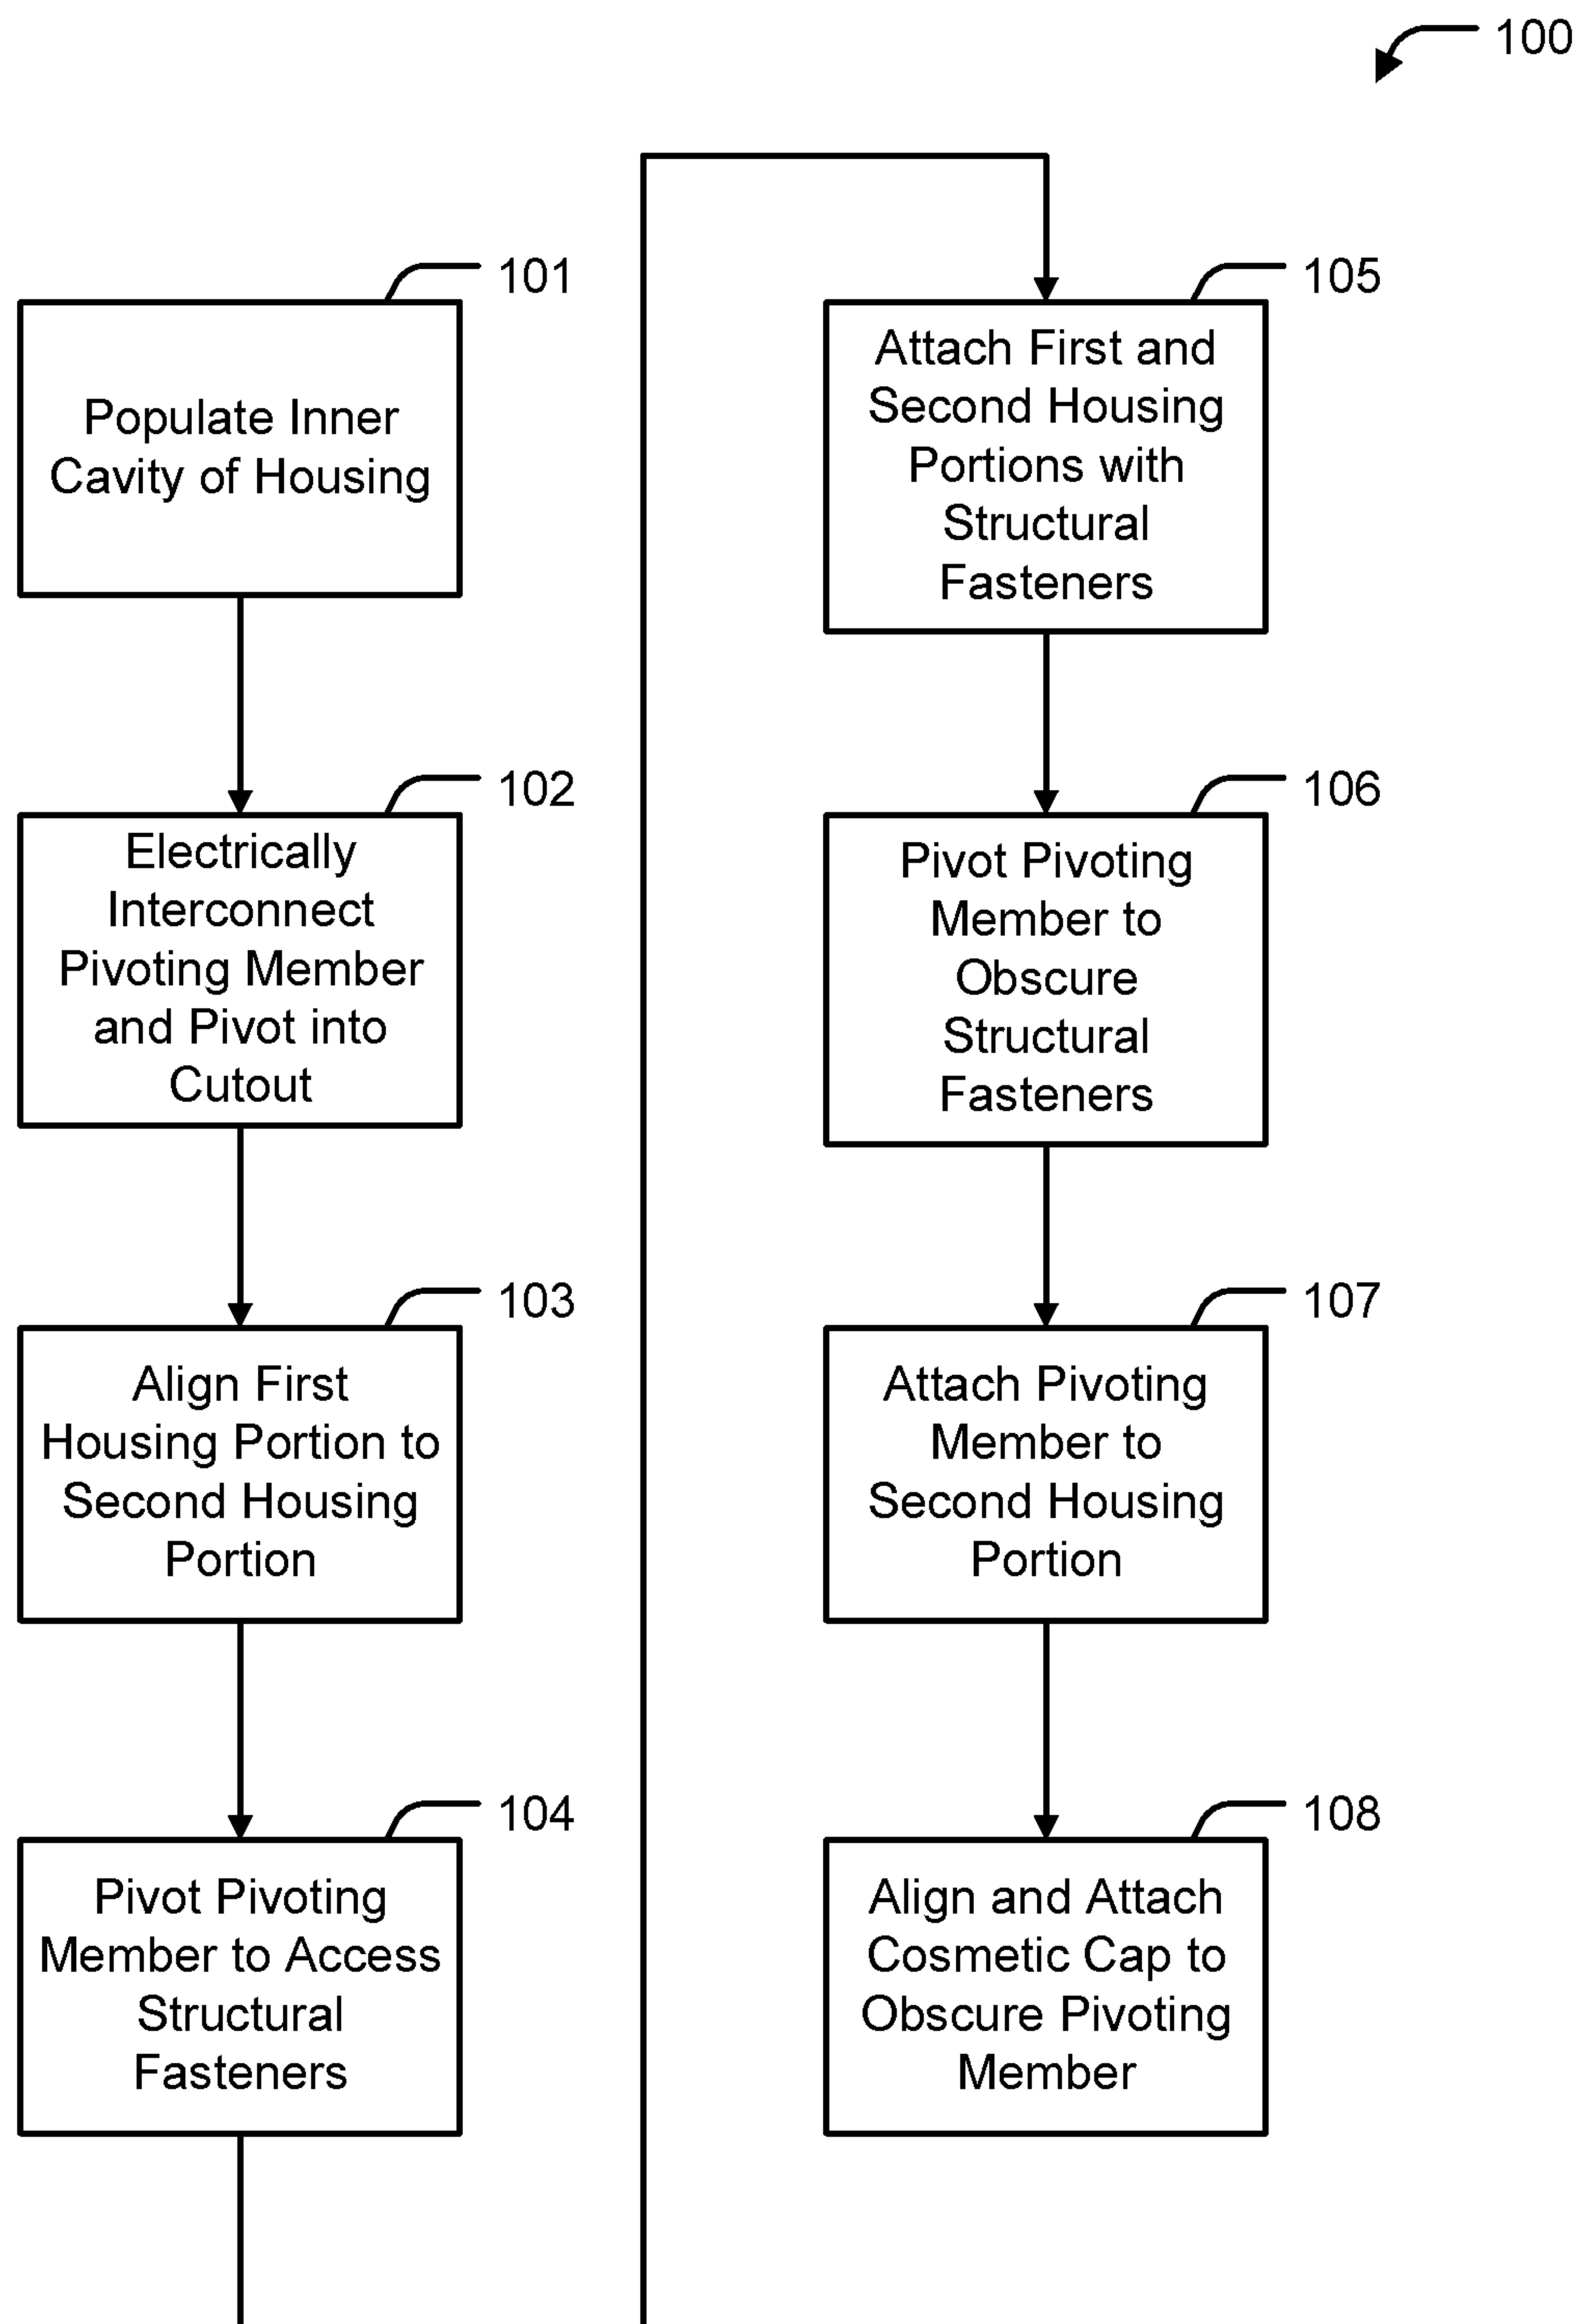 100
101
Populate Inner
Cavity of Housing
102
Electrically
Interconnect
Pivoting Member
and Pivot into
Cutout
103
Align First
Housing Portion to
Second Housing
Portion
104
Pivot Pivoting
Member to Access
Structural
Fasteners
105
Attach First and
Second Housing
Portions with
Structural
Fasteners
106
Pivot Pivoting
Member to
Obscure
Structural
Fasteners
107
Attach Pivoting
Member to
Second Housing
Portion
108
Align and Attach
Cosmetic Cap to
Obscure Pivoting
Member